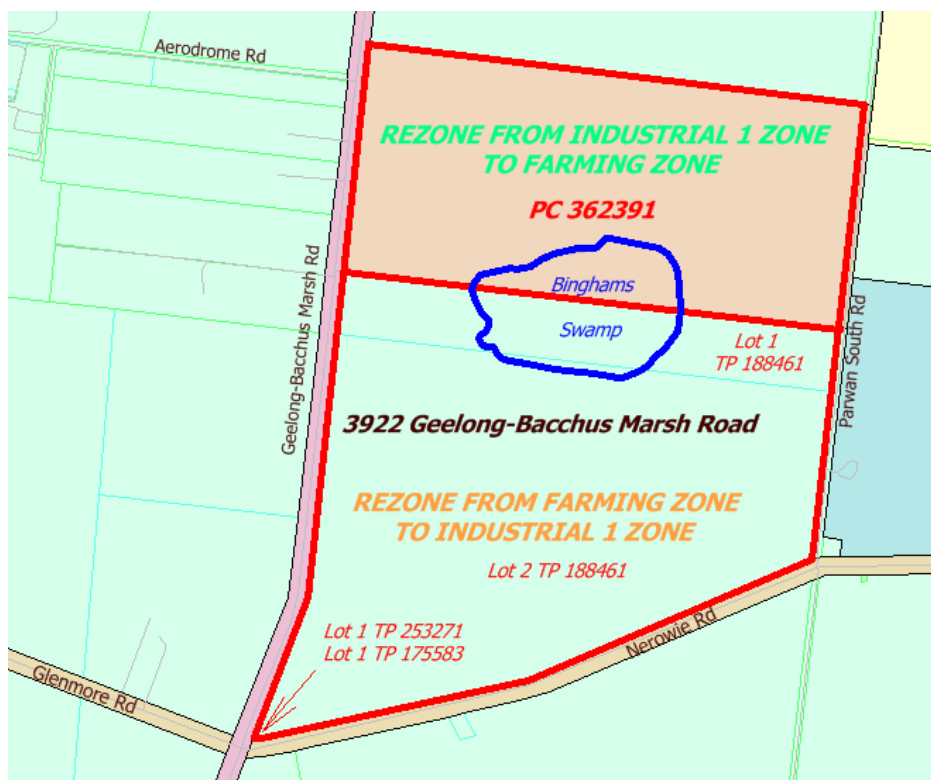 Aerodrome Rd
REZONE FROM INDUSTRIAL 1 ZONE
TO FARMING ZONE
PC 362391
Geelong-Bacchus Marsh Rd
Binghams
Swamp
Lot 1
TP 188461
Parwan South Rd
3922 Geelong-Bacchus Marsh Road
REZONE FROM FARMING ZONE
TO INDUSTRIAL 1 ZONE
Lot 2 TP 188461
Lot 1 TP 253271
Lot 1 TP 175583
Nerowie Rd
Glenmore Rd